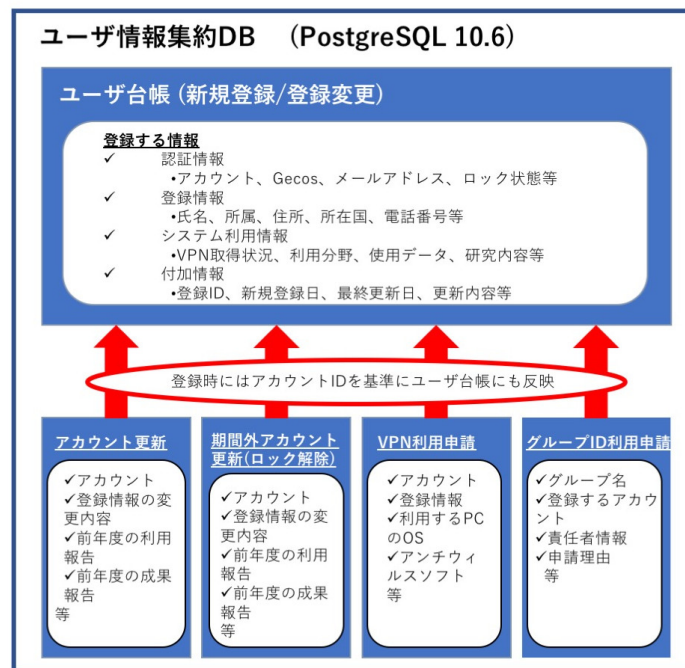 ユーザ情報集約DB (PostgreSQL 10.6)
ユーザ台帳 (新規登録/登録変更)
登録する情報
✓ 認証情報
•アカウント、Gecos、メールアドレス、ロック状態等
✓ 登録情報
•氏名、所属、住所、所在国、電話番号等
✓ システム利用情報
•VPN取得状況、利用分野、使用データ、研究内容等
✓ 付加情報
•登録ID、新規登録日、最終更新日、更新内容等
登録時にはアカウントIDを基準にユーザ台帳にも反映
アカウント更新
✓アカウント
✓登録情報の変
更内容
✓前年度の利用
報告
✓前年度の成果
報告
等
期間外アカウント
更新(ロック解除)
✓アカウント
✓登録情報の変
更内容
✓前年度の利用
報告
✓前年度の成果
報告
等
VPN利用申請
✓アカウント
✓登録情報
✓利用するPC
のOS
✓アンチウィ
ルスソフト
等
グループID利用申請
✓グループ名
✓登録するアカウ
ント
✓責任者情報
✓申請理由
等